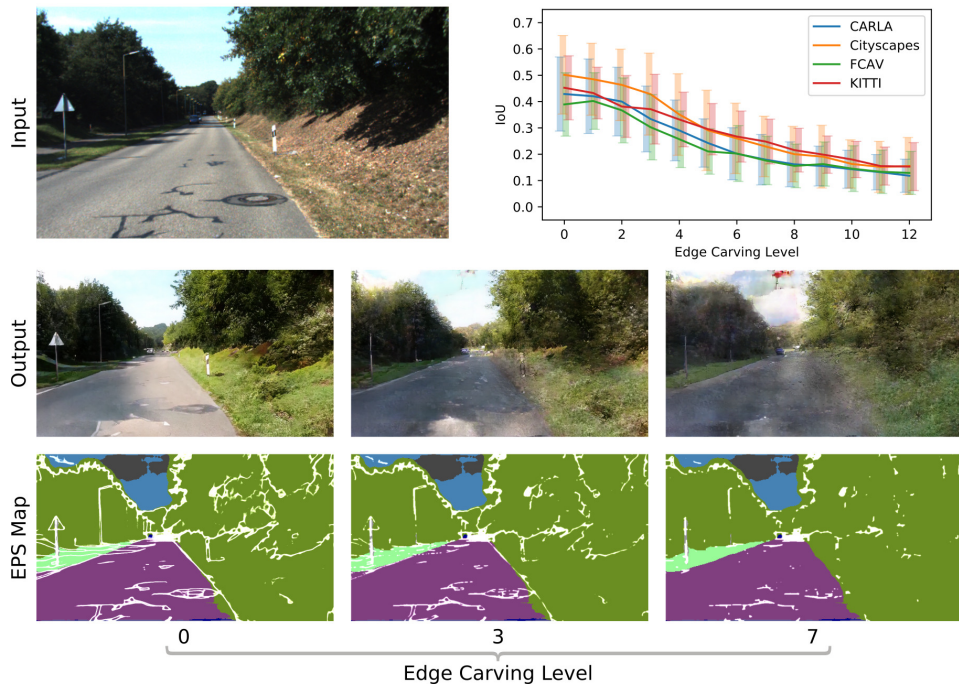 Input
IoU
0.7
0.6
0.5
0.4
0.3
0.2
0.1
0.0
CARLA
Cityscapes
FCAV
KITTI
0 2 4 6 8 10 12
Edge Carving Level
Output
EPS Map
0 3 7
Edge Carving Level